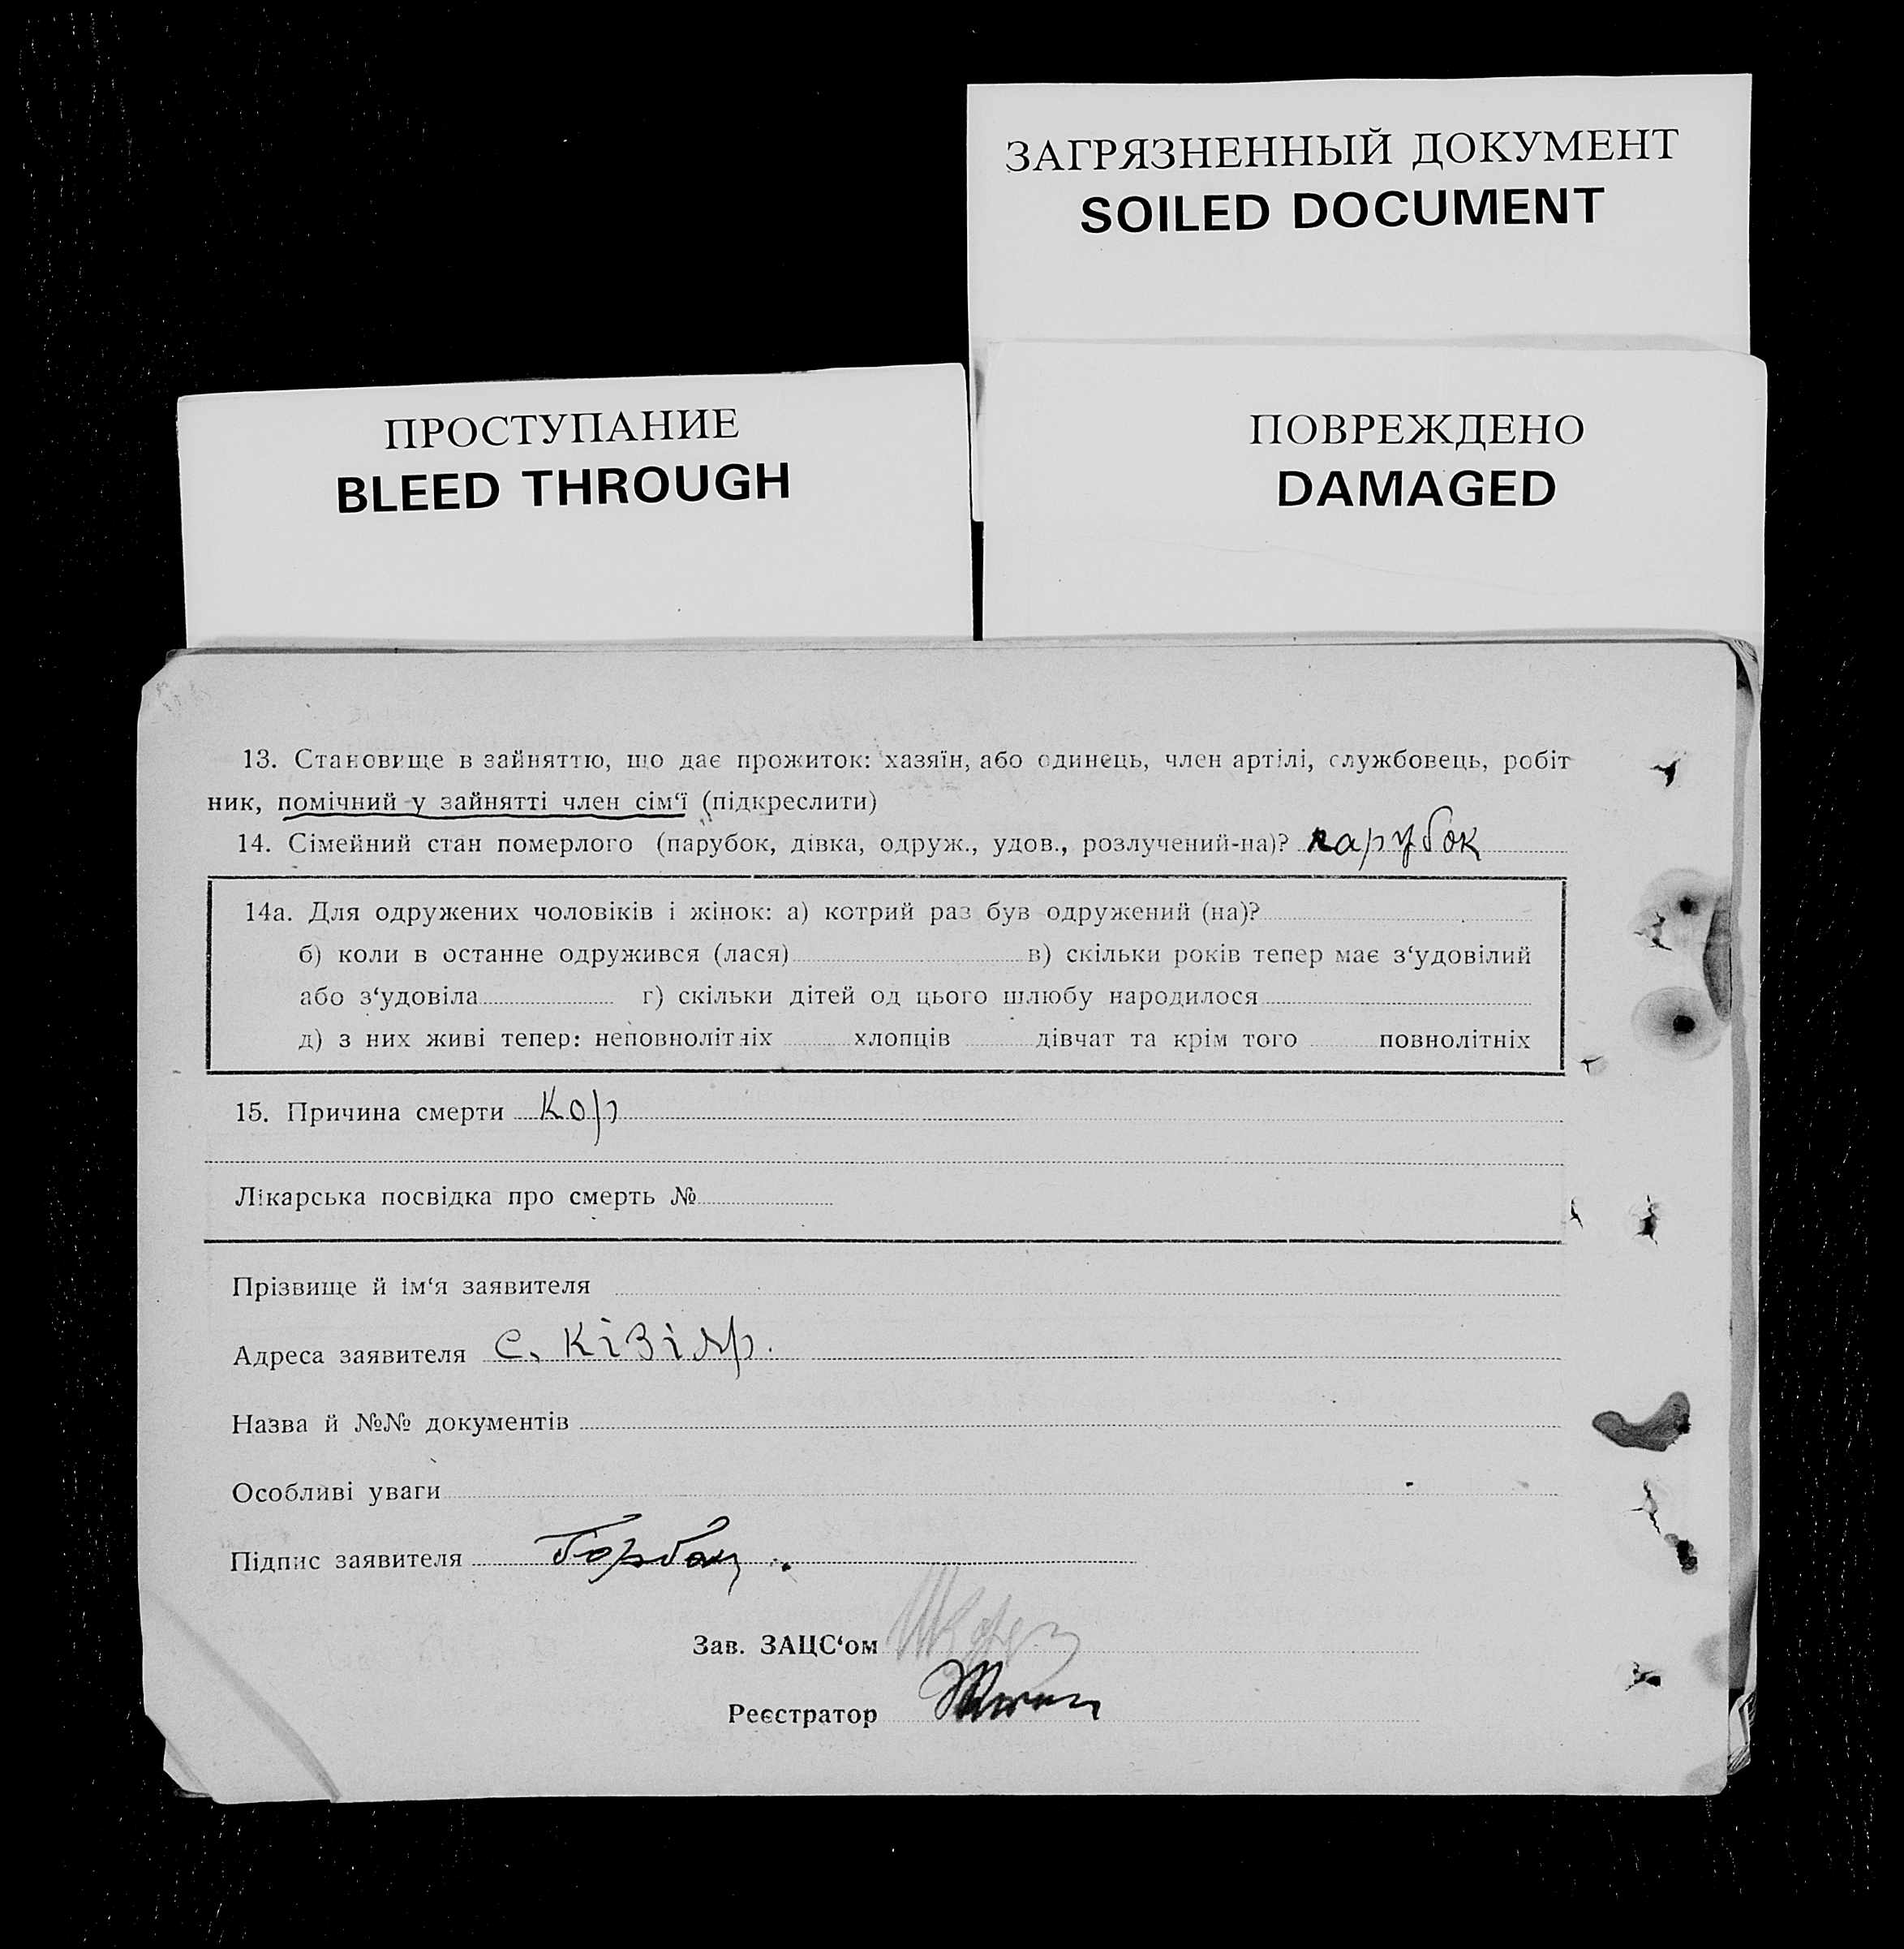 ЗАГРЯЗНЕННЫЙ ДОКУМЕНТ
SOILED DOCUMENT
ПРОСТУПАНИЕ
BLEED THROUGH
ПОВРЕЖДЕНО
DAMAGED
13. Становище в зайняттю, що дає прожиток: хазяїн, або одинець, член артілі, службовець, робіт
ник, помічний у зайнятті член сім‘ї (підкреслити)
14. Сімейний стан померлого (парубок, дівка, одруж., удов., розлучений-на)? парубок
14а. Для одружених чоловіків і жінок: а) котрий раз був одружений (на)?
б) коли в останне одружився (лася) в) скільки років тепер має з‘удовілий
або з‘удовіла г) скільки дітей од цього шлюбу народилося
д) з них живі тепер: неповнолітніх хлопців дівчат та крім того повнолітніх
15. Причина смерти кор
Лікарська посвідка про смерть №
Прізвище й ім‘я заявителя
Адреса заявителя с. Кізіяр.
Назва й №№ документів
Особливі уваги
Підпис заявителя
Зав. ЗАЦС‘ом
Реєстратор